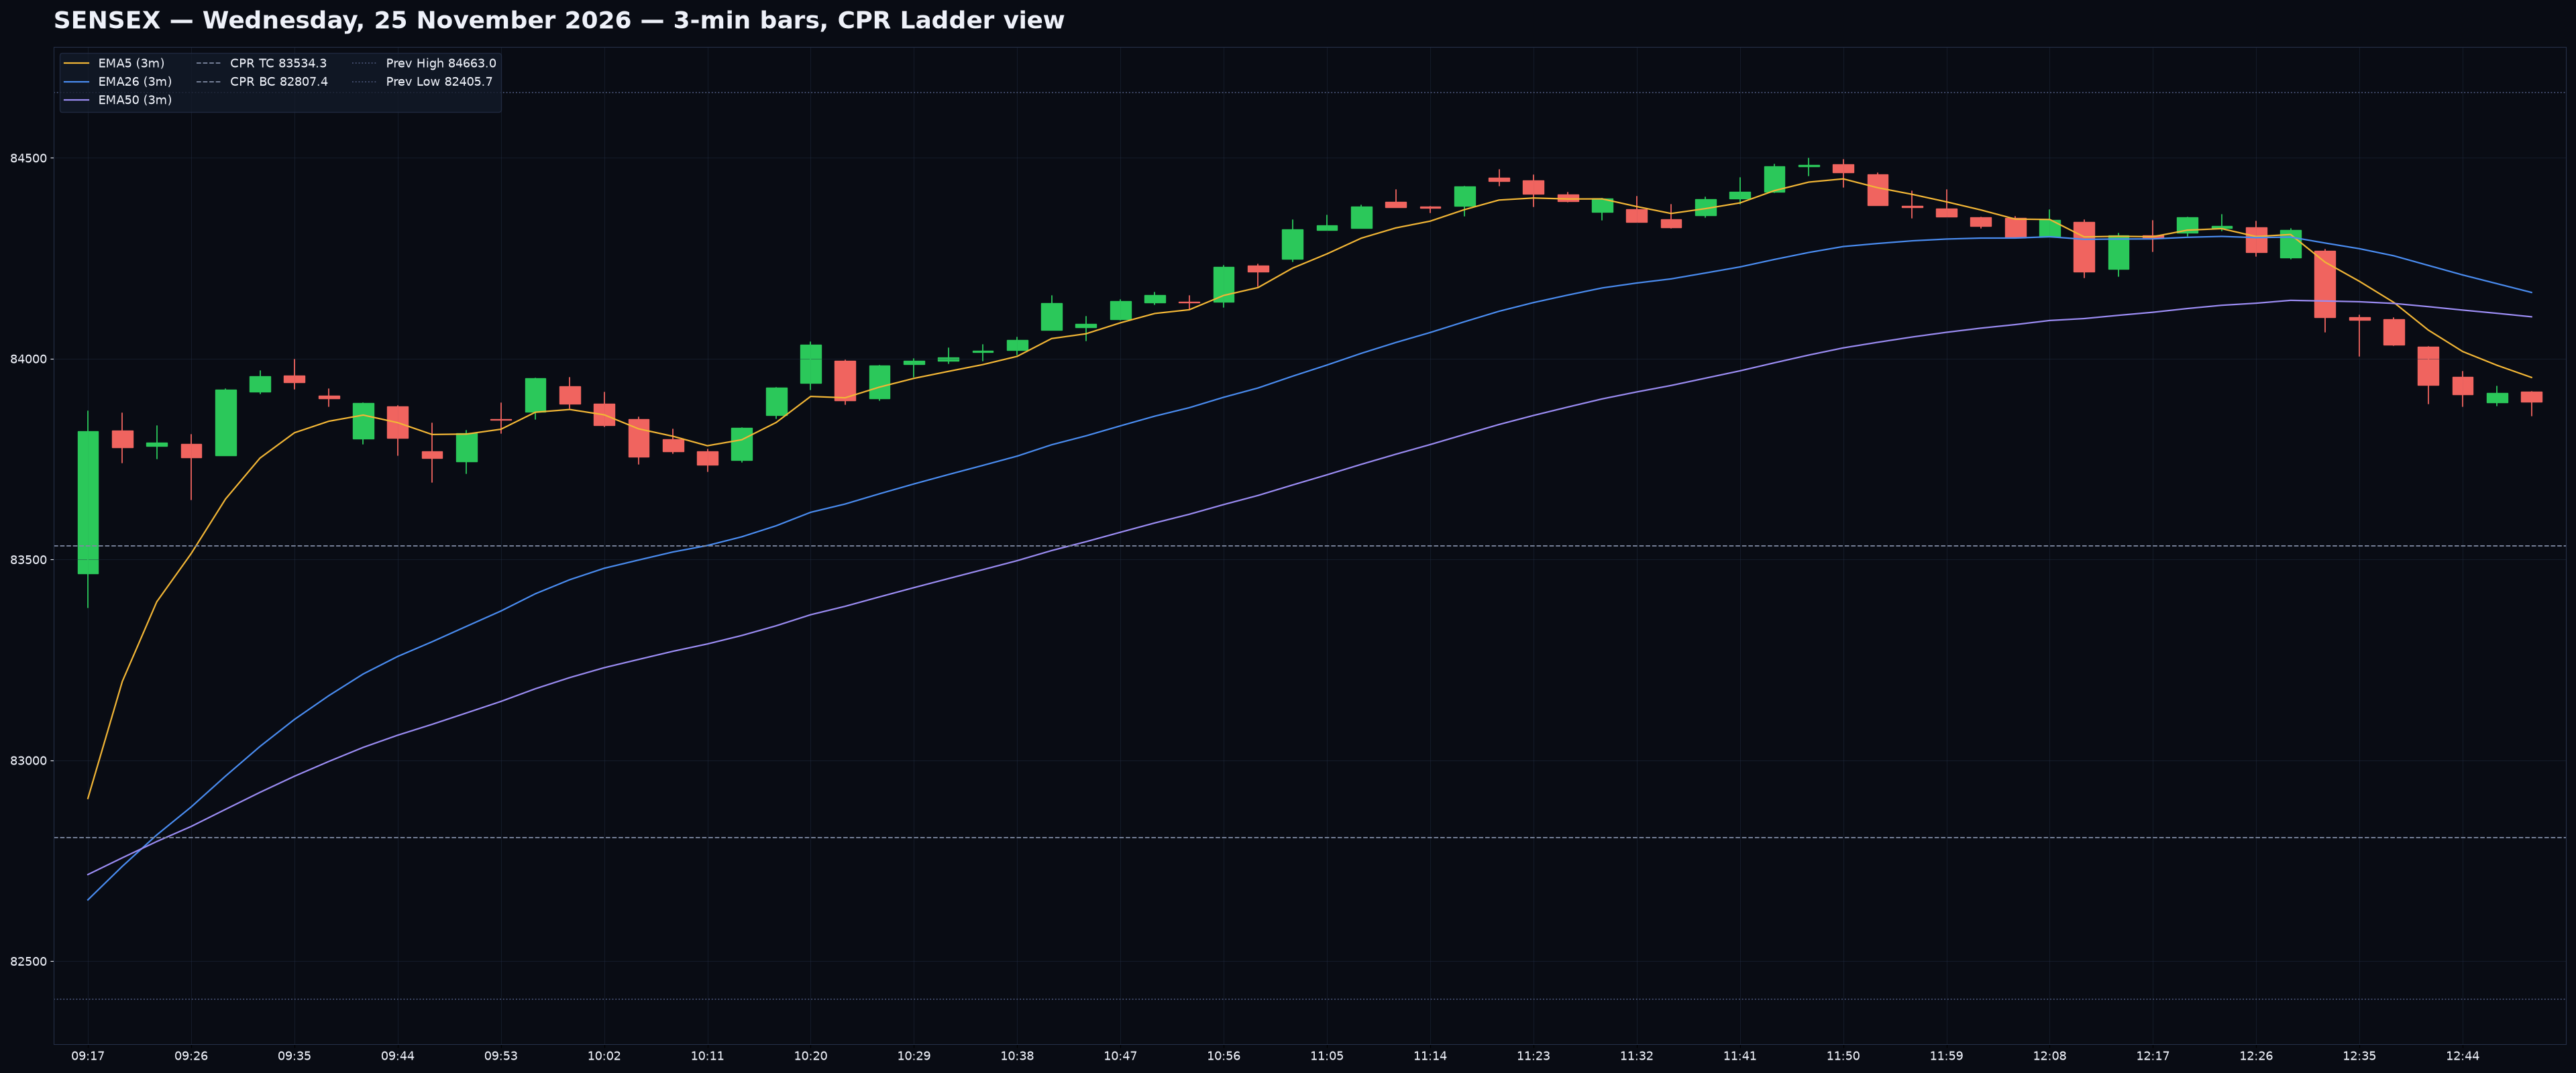 SENSEX — Wednesday, 25 November 2026 — 3-min bars, CPR Ladder view
EMA5 (3m) CPR TC 83534.3 Prev High 84663.0
EMA26 (3m) CPR BC 82807.4 Prev Low 82405.7
EMA50 (3m)
84500
84000
83500
83000
82500
09:17 09:26 09:35 09:44 09:53 10:02 10:11 10:20 10:29 10:38 10:47 10:56 11:05 11:14 11:23 11:32 11:41 11:50 11:59 12:08 12:17 12:26 12:35 12:44